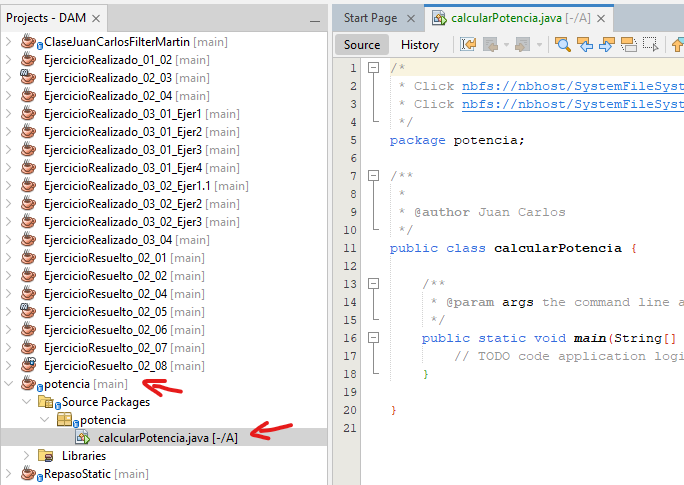 Projects - DAM
ClaseJuanCarlosFilterMartin
EjercicioRealizado_01_02 [main]
EjercicioRealizado_02_03 [main]
EjercicioRealizado_02_04 [main]
EjercicioRealizado_03_01_Ejer1 [main]
EjercicioRealizado_03_01_Ejer2 [main]
EjercicioRealizado_03_01_Ejer3 [main]
EjercicioRealizado_03_01_Ejer4 [main]
EjercicioRealizado_03_02_Ejer1.1 [main]
EjercicioRealizado_03_02_Ejer2 [main]
EjercicioRealizado_03_02_Ejer3 [main]
EjercicioRealizado_03_04 [main]
EjercicioResuelto_02_01 [main]
EjercicioResuelto_02_02 [main]
EjercicioResuelto_02_04 [main]
EjercicioResuelto_02_05 [main]
EjercicioResuelto_02_06 [main]
EjercicioResuelto_02_07 [main]
EjercicioResuelto_02_08 [main]
potencia [main]
Source Packages
potencia
calcularPotencia.java [-/A]
Libraries
RepasoStatic [main]
Start Page
calcularPotencia.java [-/A]
Source History
1 /*
2 * Click nbfs://nbhost/SystemFileSyst
3 * Click nbfs://nbhost/SystemFileSyst
4 */
5 package potencia;
6
7 /**
8 *
9 * @author Juan Carlos
10 */
11 public class calcularPotencia {
12
13 /**
14 * @param args the command line a
15 */
16 public static void main(String[]
17 // TODO code application logi
18 }
19
20 }
21